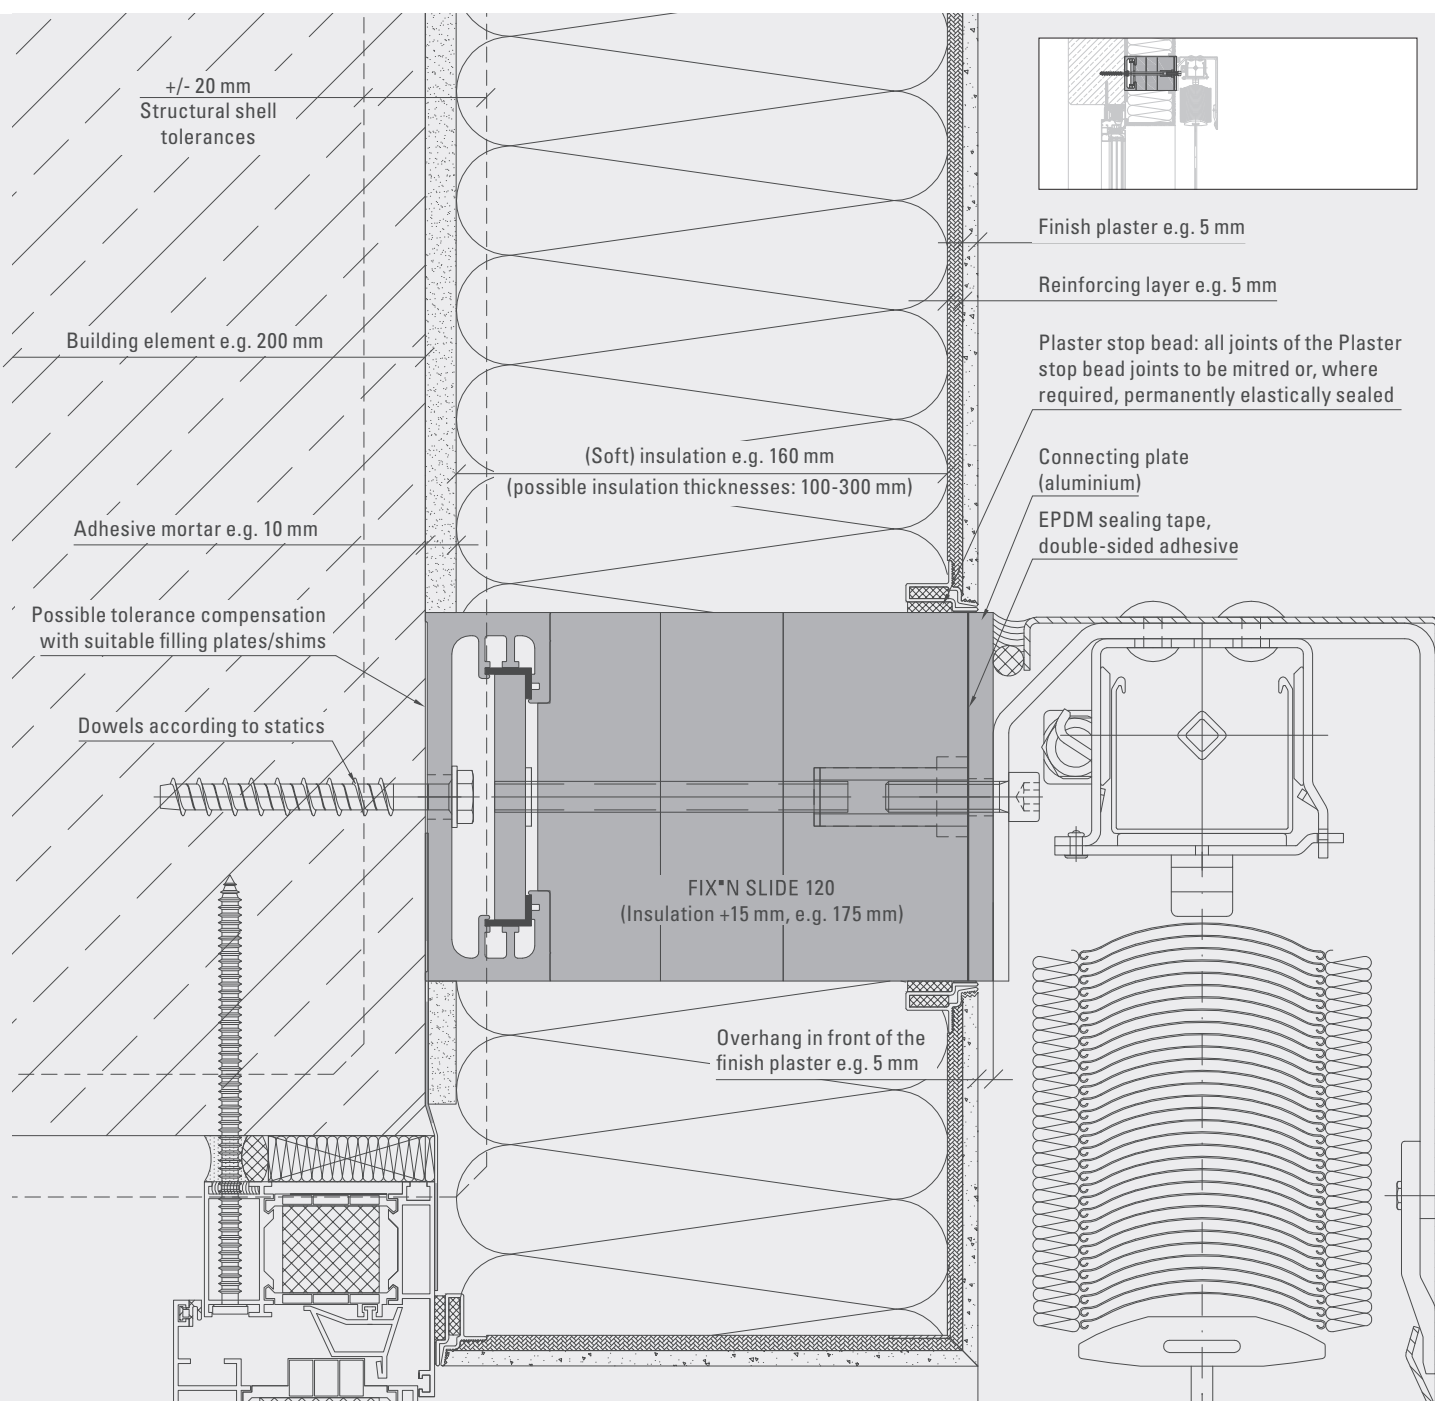 +/- 20 mm
Structural shell
tolerances
Finish plaster e.g. 5 mm
Reinforcing layer e.g. 5 mm
Building element e.g. 200 mm
Plaster stop bead: all joints of the Plaster
stop bead joints to be mitred or, where
required, permanently elastically sealed
(Soft) insulation e.g. 160 mm
(possible insulation thicknesses: 100-300 mm)
Connecting plate
(aluminium)
Adhesive mortar e.g. 10 mm
EPDM sealing tape,
double-sided adhesive
Possible tolerance compensation
with suitable filling plates/shims
Dowels according to statics
FIX■N SLIDE 120
(Insulation +15 mm, e.g. 175 mm)
Overhang in front of the
finish plaster e.g. 5 mm